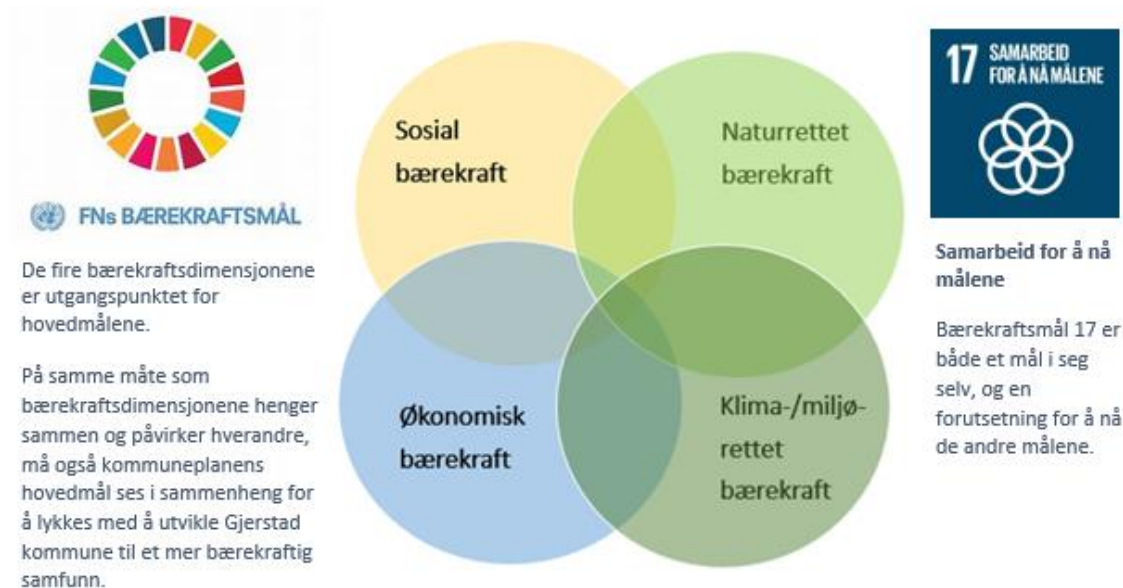 FNs BÆREKRAFTSMÅL
De fire bærekraftsdimensjonene
er utgangspunktet for
hovedmålene.
På samme måte som
bærekraftsdimensjonene henger
sammen og påvirker hverandre,
må også kommuneplanens
hovedmål ses i sammenheng for
å lykkes med å utvikle Gjerstad
kommune til et mer bærekraftig
samfunn.
Sosial
bærekraft
Naturrettet
bærekraft
Økonomisk
bærekraft
Klima-/miljø-
rettet
bærekraft
17 SAMARBEID
FOR Å NÅ MÅLENE
Samarbeid for å nå
målene
Bærekraftsmål 17 er
både et mål i seg
selv, og en
forutsetning for å nå
de andre målene.